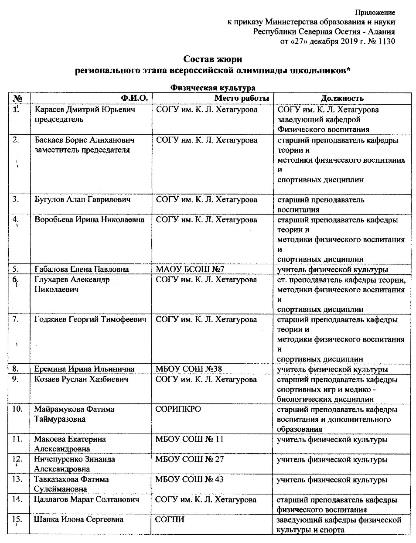 Приложение
к приказу Министерства образования и науки
Республики Северная Осетия - Алания
от «27» декабря 2019 г. № 1130
Состав жюри
регионального этапа всероссийской олимпиады школьников*
Физическая культура
№ Ф.И.О. Место работы Должность
1. Карасев Дмитрий Юрьевич СОГУ им. К. Л. Хетагурова СОГУ им. К. Л. Хетагурова
председатель заведующий кафедрой
Физического воспитания
2. Баскаев Борис Алиханович СОГУ им. К. Л. Хетагурова старший преподаватель кафедры
заместитель председателя теории и
методики физического воспитания
и
спортивных дисциплин
3. Бугулов Алан Гаврилович СОГУ им. К. Л. Хетагурова старший преподаватель
воспитания
4. Воробьева Ирина Николаевна СОГУ им. К. Л. Хетагурова старший преподаватель кафедры
теории и
методики физического воспитания
и
спортивных дисциплин
5. Габалова Елена Павловна МАОУ БСОШ №7 учитель физической культуры
6. Глухарев Александр СОГУ им. К. Л. Хетагурова ст. преподаватель кафедры теории,
Николаевич методики физического воспитания
и
спортивных дисциплин
7. Годжиев Георгий Тимофеевич СОГУ им. К. Л. Хетагурова старший преподаватель кафедры
теории и
методики физического воспитания
и
спортивных дисциплин
8. Еремина Ирина Ильинична МБОУ СОШ №38 учитель физической культуры
9. Козаев Руслан Хазбиевич СОГУ им. К. Л. Хетагурова старший преподаватель кафедры
спортивных игр и медико -
биологических дисциплин
10. Майрамукова Фатима СОРИПКРО старший преподаватель кафедры
Таймуразовна воспитания и дополнительного
образования
11. Макоева Екатерина МБОУ СОШ № 11 учитель физической культуры
Александровна
12. Ничепуренко Зинаида МБОУ СОШ № 27 учитель физической культуры
Александровна
13. Тавказахова Фатима МБОУ СОШ № 43 учитель физической культуры
Сулеймановна
14. Цаллагов Марат Солтанович СОГУ им. К. Л. Хетагурова старший преподаватель кафедры
физического воспитания
15. Шапка Илона Сергеевна СОГПИ заведующий кафедры физической
культуры и спорта